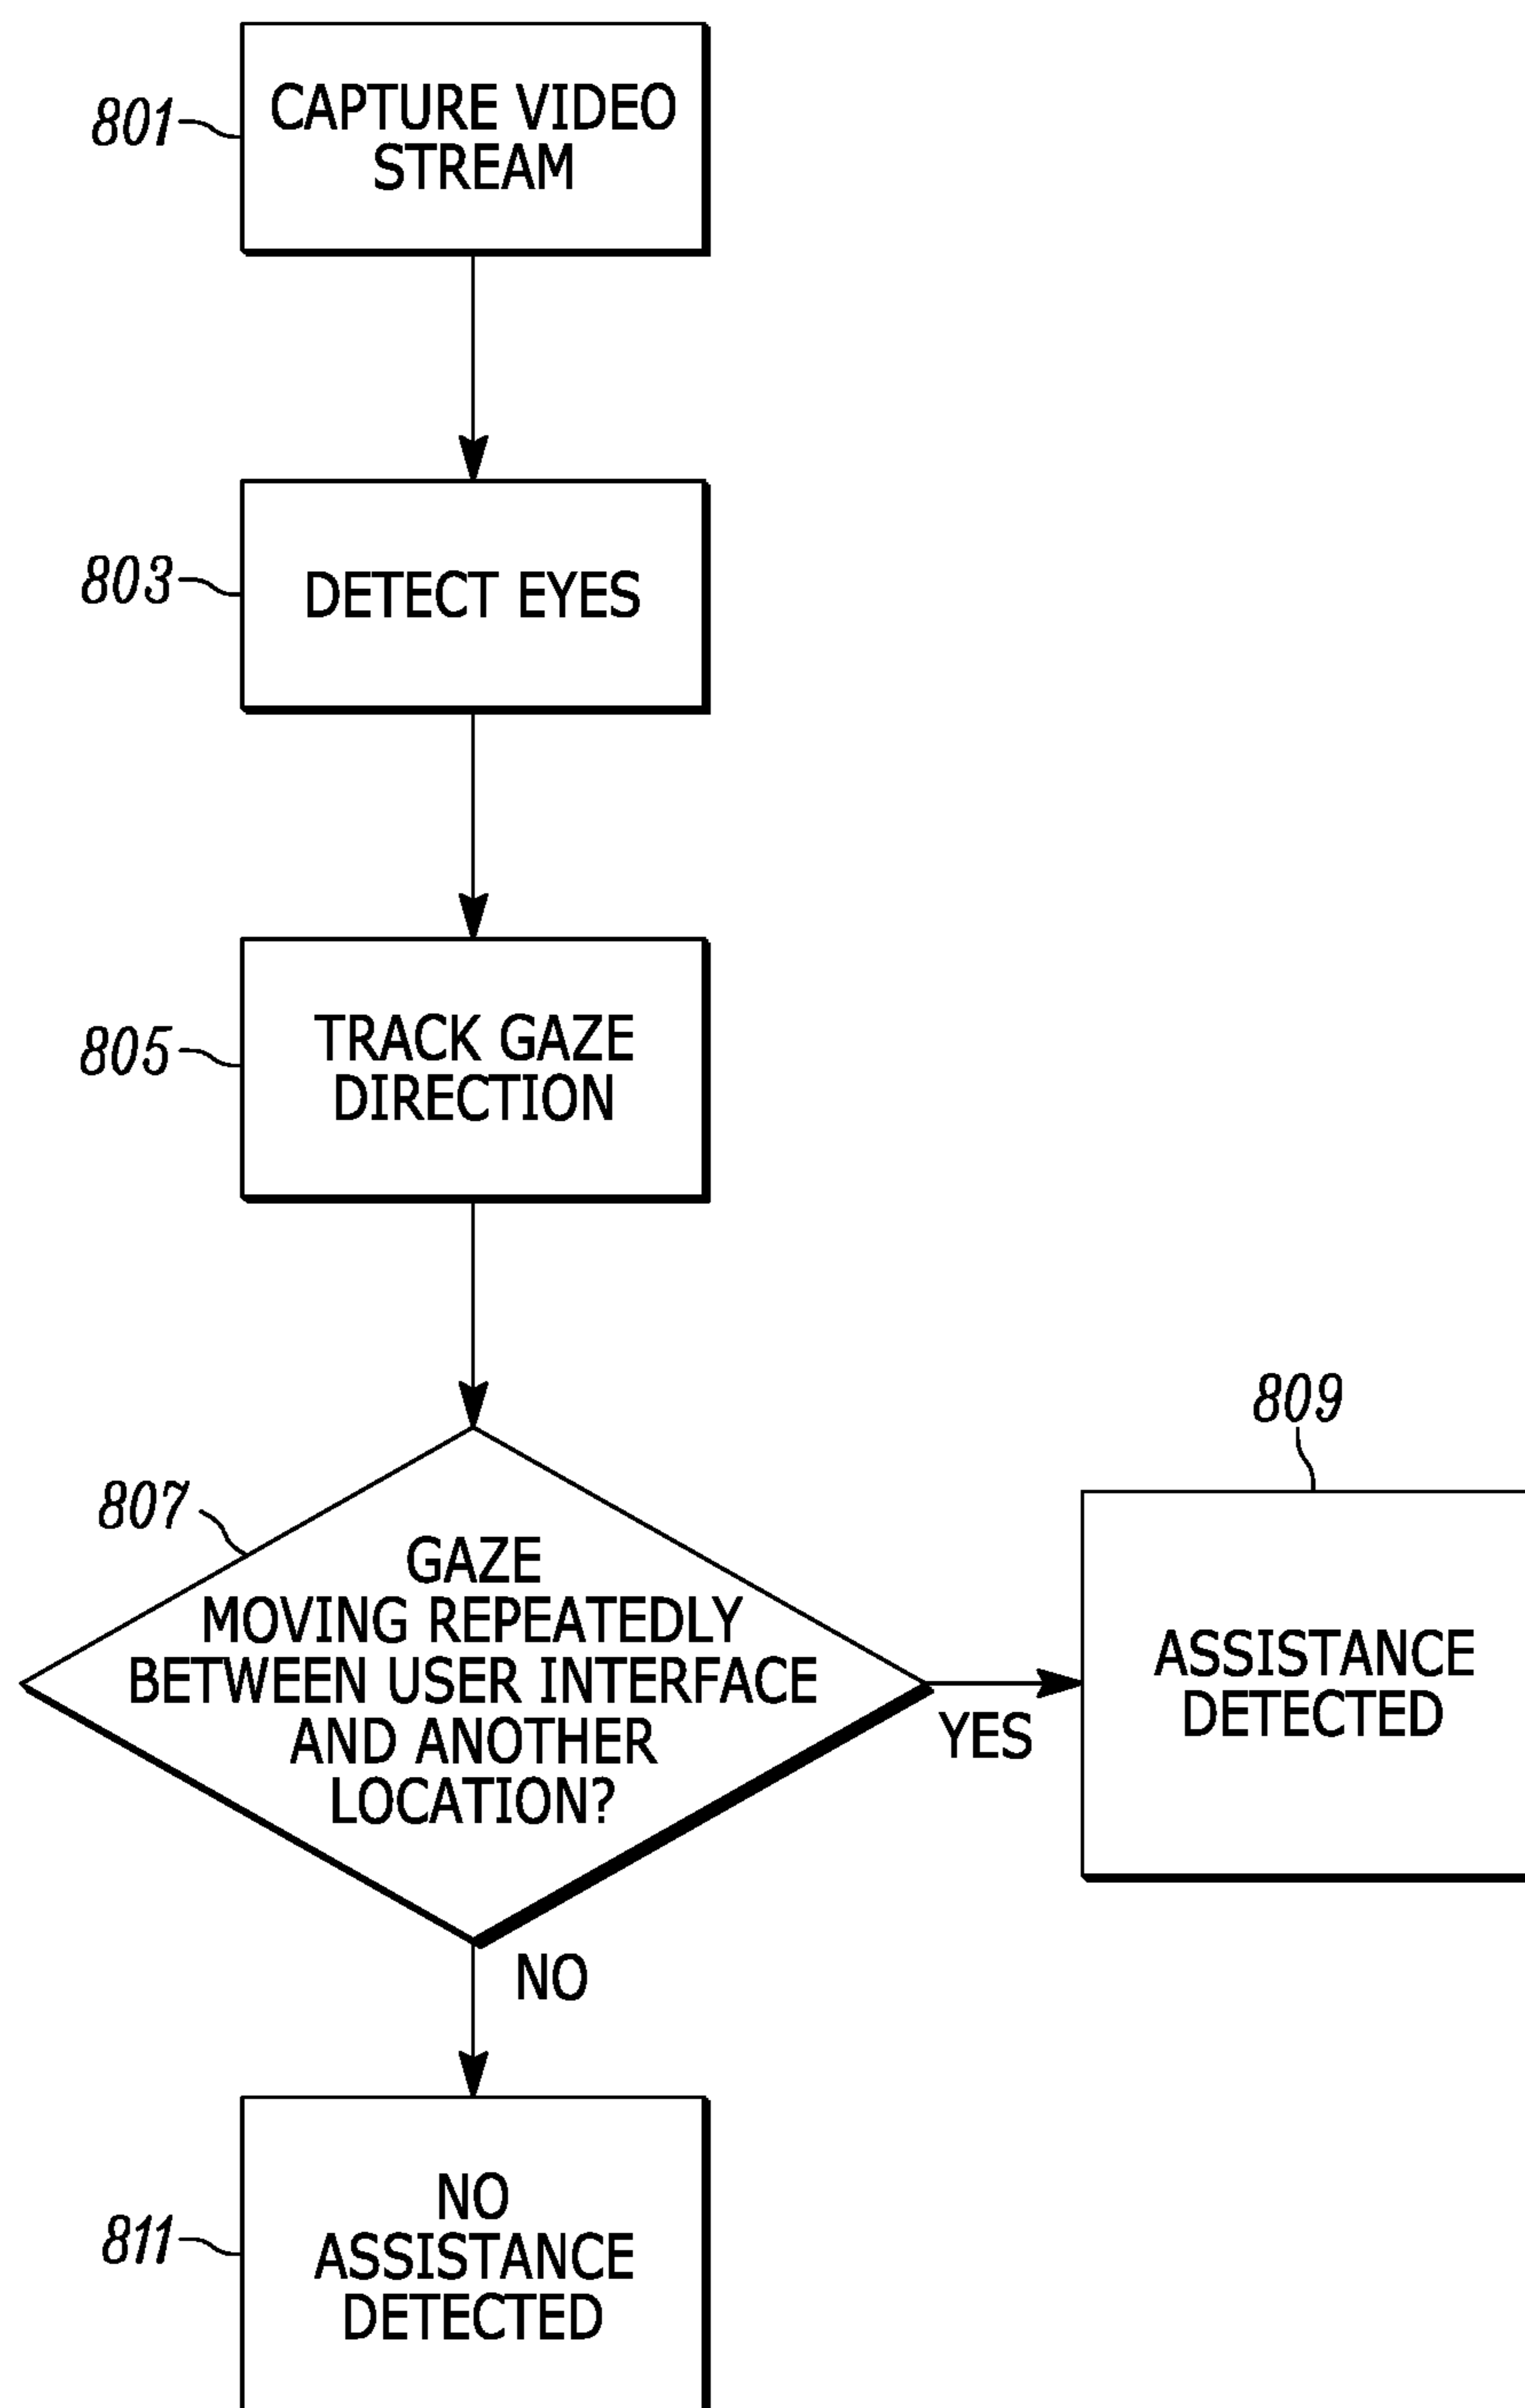 801
CAPTURE VIDEO
STREAM
803
DETECT EYES
805
TRACK GAZE
DIRECTION
807
GAZE
MOVING REPEATEDLY
BETWEEN USER INTERFACE
AND ANOTHER
LOCATION?
YES
809
ASSISTANCE
DETECTED
NO
811
NO
ASSISTANCE
DETECTED